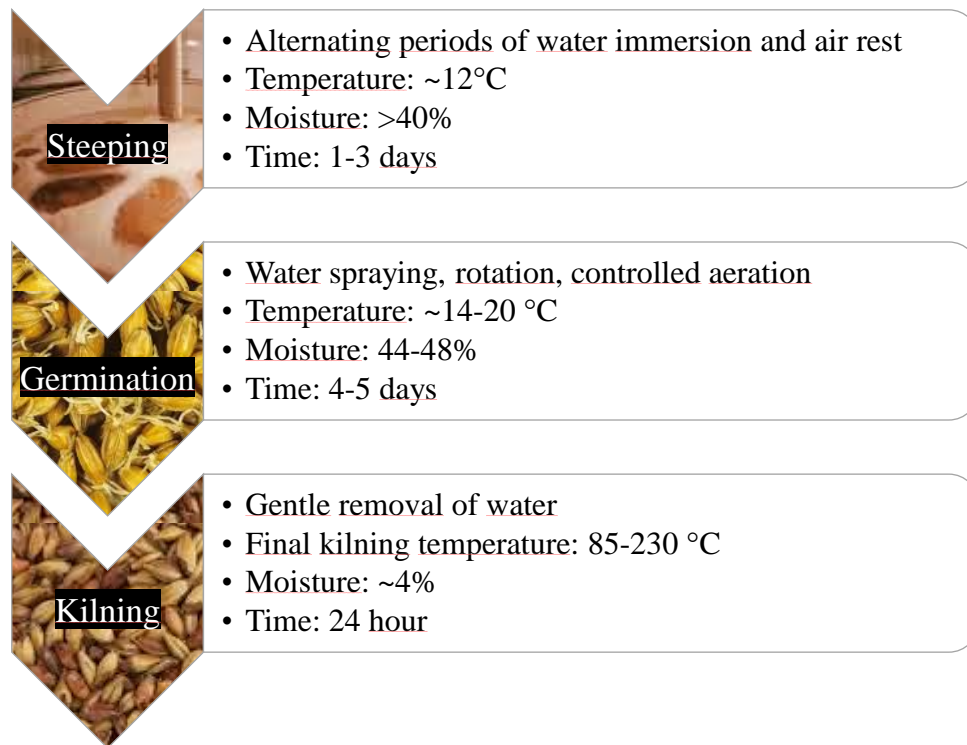 • Alternating periods of water immersion and air rest
• Temperature: ~12°C
• Moisture: >40%
• Time: 1-3 days
Steeping
• Water spraying, rotation, controlled aeration
• Temperature: ~14-20 °C
• Moisture: 44-48%
• Time: 4-5 days
Germination
• Gentle removal of water
• Final kilning temperature: 85-230 °C
• Moisture: ~4%
• Time: 24 hour
Kilning